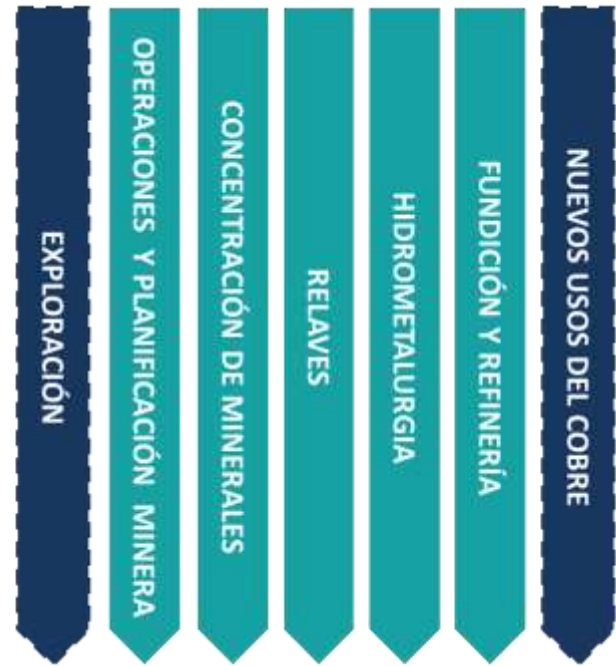 EXPLORACIÓN
OPERACIONES Y PLANIFICACIÓN MINERA
CONCENTRACIÓN DE MINERALES
RELAVES
HIDROMETALURGIA
FUNDICIÓN Y REFINERÍA
NUEVOS USOS DEL COBRE